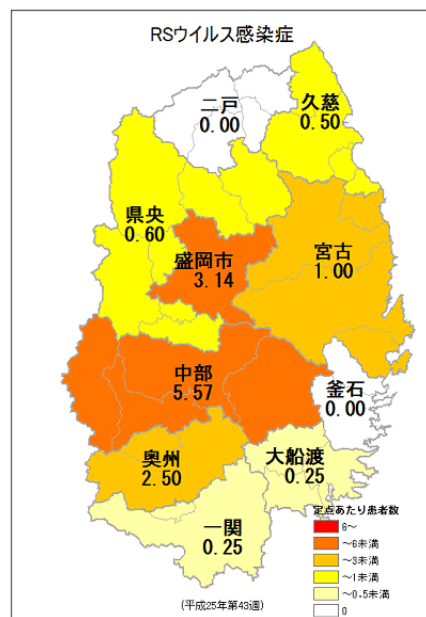 RSウイルス感染症
二戸
0.00
久慈
0.50
県央
0.60
盛岡市
3.14
宮古
1.00
中部
5.57
釜石
0.00
奥州
2.50
大船渡
0.25
一関
0.25
定点あたり患者数
6～
～6未満
～3未満
～1未満
～0.5未満
0
(平成25年第43週)